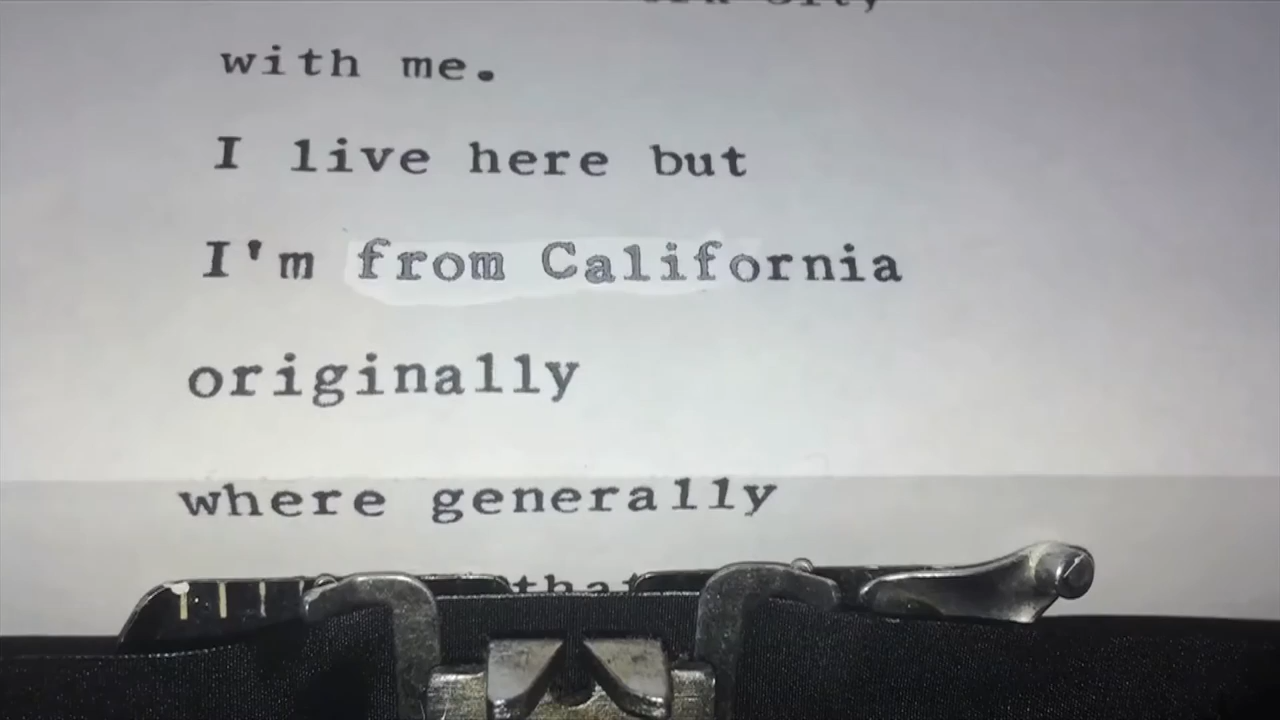 with me.
I live here but
I'm from California
originally
where generally